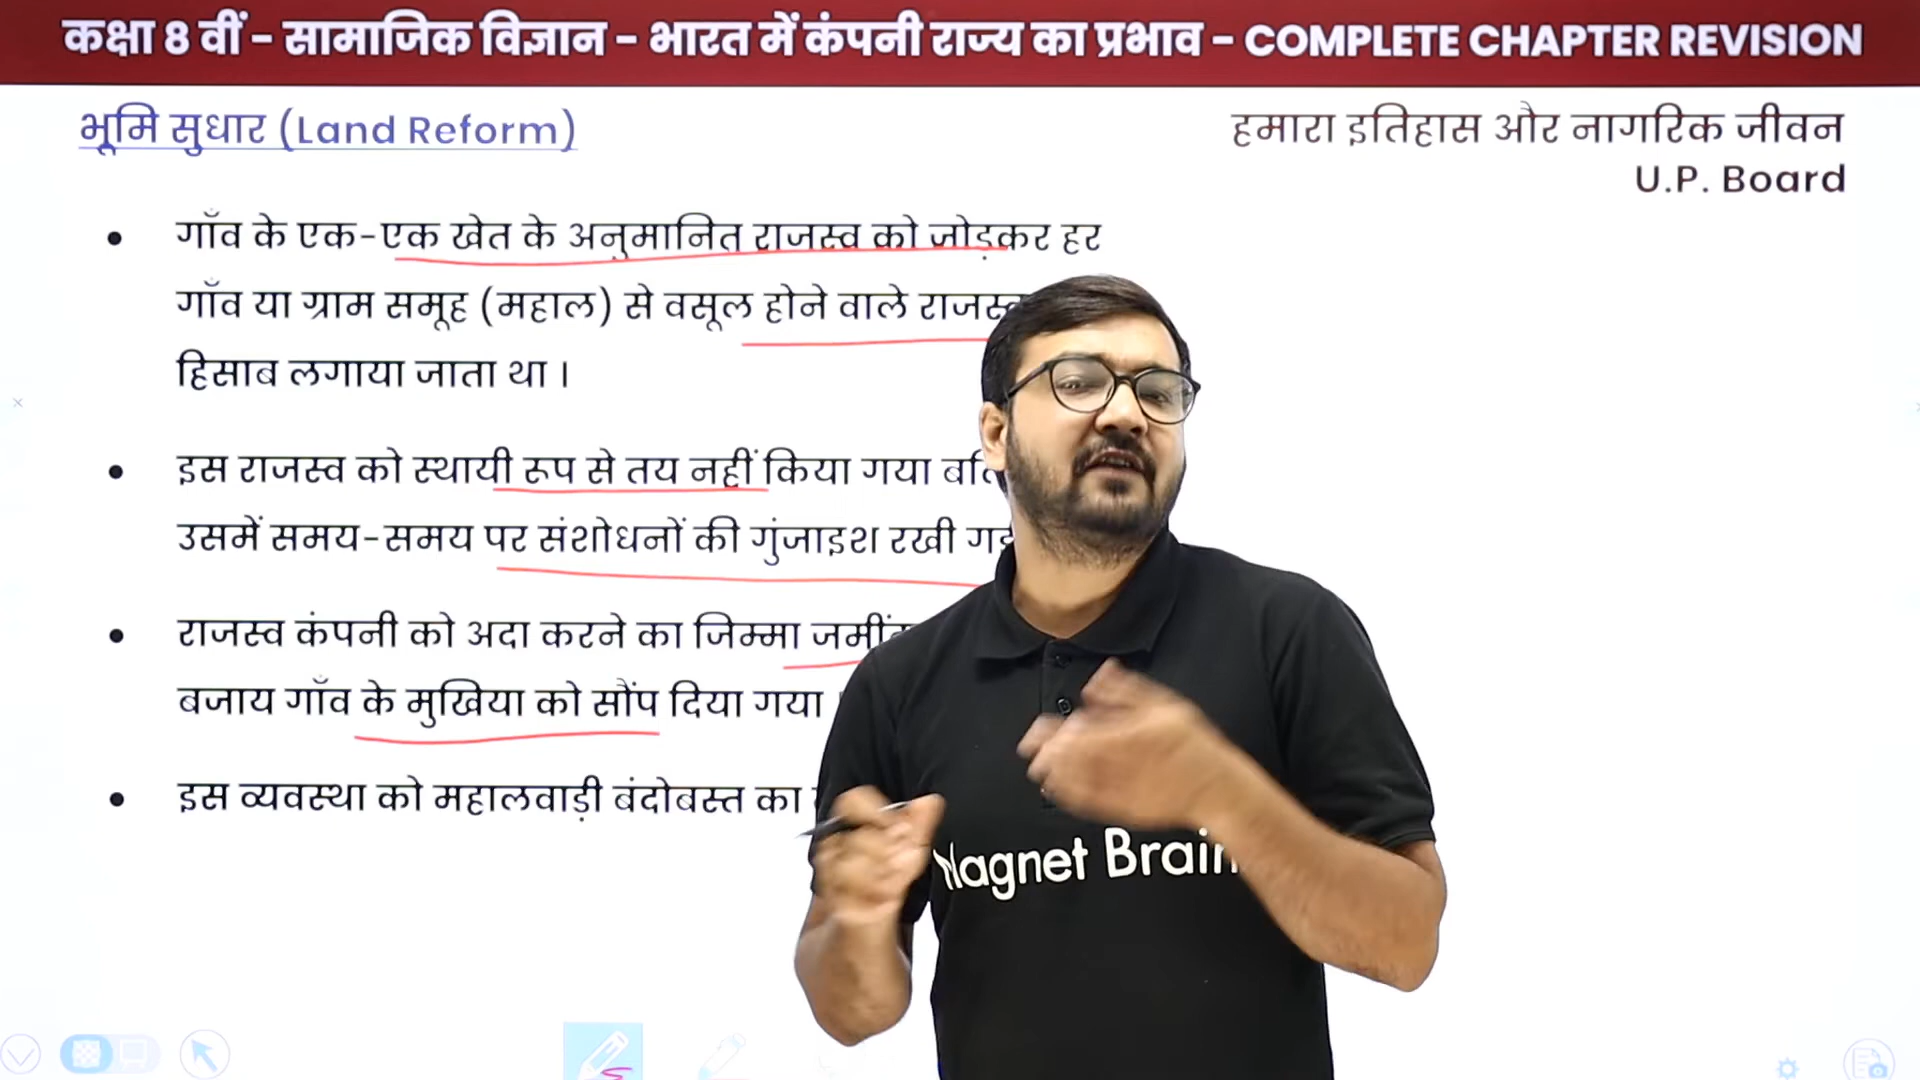 कक्षा 8 वीं - सामाजिक विज्ञान - भारत में कंपनी राज्य का प्रभाव - COMPLETE CHAPTER REVISION
भूमि सुधार (Land Reform)
हमारा इतिहास और नागरिक जीवन
U.P. Board
गाँव के एक-एक खेत के अनुमानित राजस्व को जोड़कर हर
गाँव या ग्राम समूह (महाल) से वसूल होने वाले
हिसाब लगाया जाता था ।
इस राजस्व को स्थायी रूप से तय नहीं किया गया
उसमें समय-समय पर संशोधनों की गुंजाइश रखी
राजस्व कंपनी को अदा करने का जिम्मा
बजाय गाँव के मुखिया को सौंप दिया गया
इस व्यवस्था को महालवाड़ी बंदोबस्त का
Magnet Brain